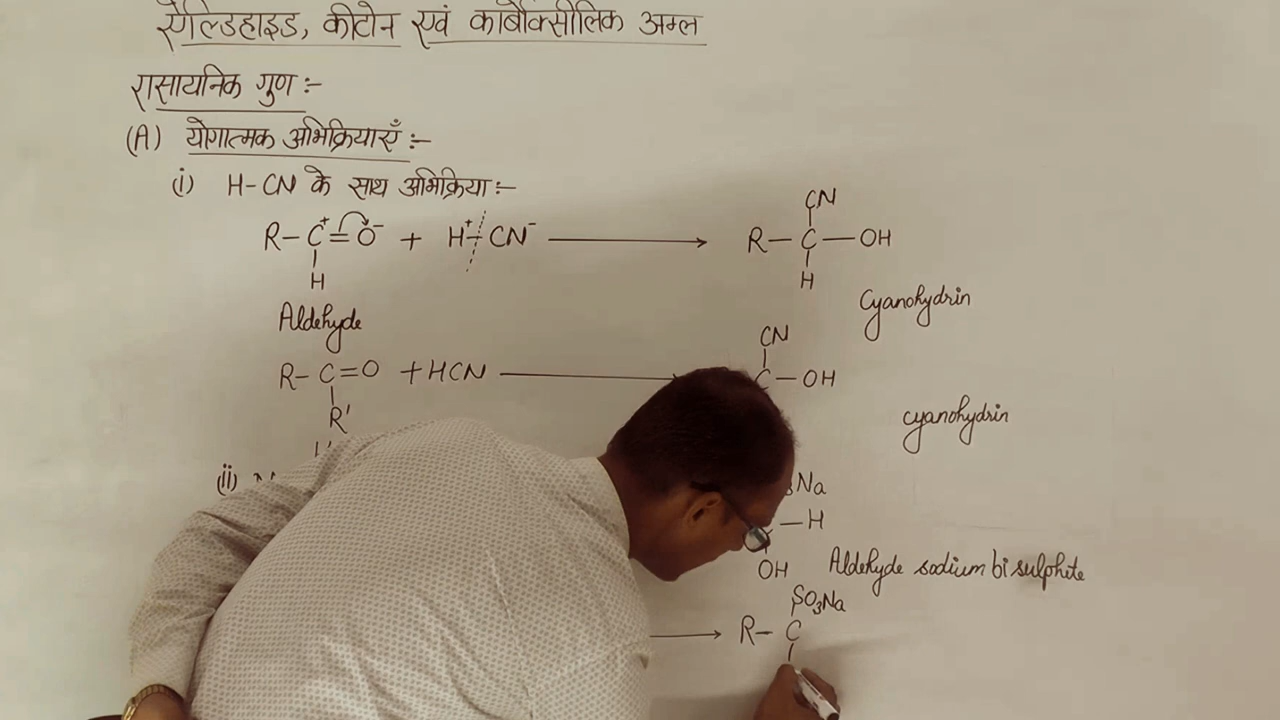 ऐल्डिहाइड, कीटोन एवं कार्बोक्सीलिक अम्ल
रासायनिक गुण :-
(A) योगात्मक अभिक्रियाएँ :-
(i) H-CN के साथ अभिक्रिया :-
CN
R-C⁺=O⁻ + H⁺ CN⁻ ⟶ R-C-OH
H H
Aldehyde Cyanohydrin
CN
R-C=O + HCN ⟶ C-OH
R' cyanohydrin
(ii)
₃Na
-H
OH Aldehyde sodium bi sulphite
SO₃Na
⟶ R-C